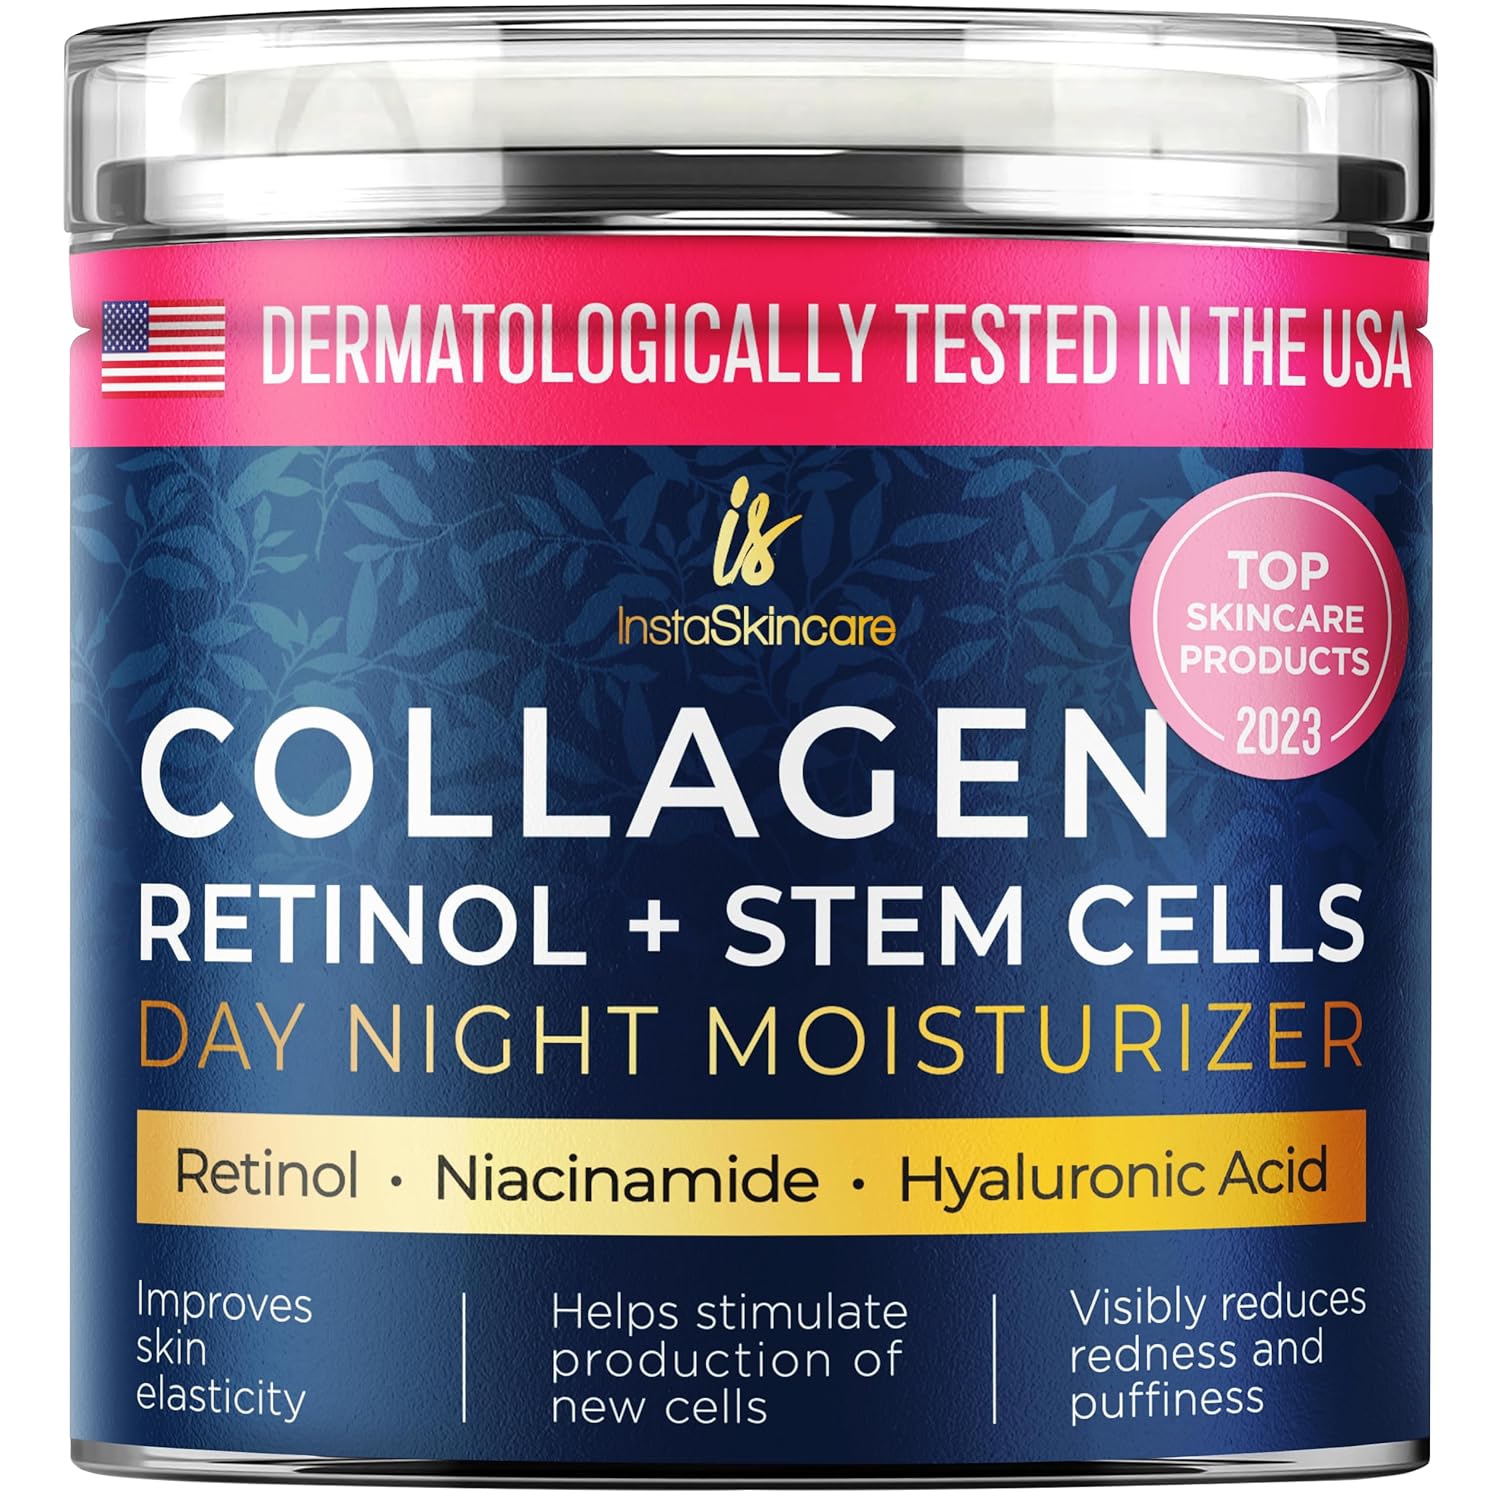 DERMATOLOGICALLY TESTED IN THE USA
is
InstaSkincare
TOP
SKINCARE
PRODUCTS
2023
COLLAGEN
RETINOL + STEM CELLS
DAY NIGHT MOISTURIZER
Retinol • Niacinamide • Hyaluronic Acid
Improves
skin
elasticity
Helps stimulate
production of
new cells
Visibly reduces
redness and
puffiness